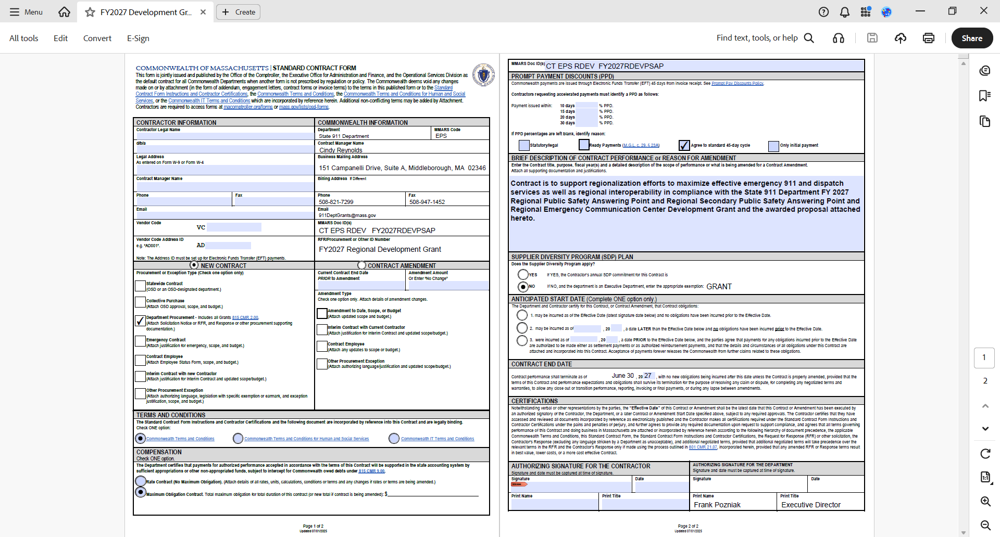 Menu
FY2027 Development Gr...
Create
All tools
Edit
Convert
E-Sign
Find text, tools, or help
Share
COMMONWEALTH OF MASSACHUSETTS | STANDARD CONTRACT FORM
This form is jointly issued and published by the Office of the Comptroller, the Executive Office for Administration and Finance, and the Operational Services Division as
the default contract for all Commonwealth Departments when another form is not prescribed by regulation or policy. The Commonwealth deems void any changes
made on or by attachment (in the form of addendum, engagement letters, contract forms or invoice terms) to the terms in this published form or to the Standard
Contract Form Instructions and Contractor Certifications, the Commonwealth Terms and Conditions, the Commonwealth Terms and Conditions for Human and Social
Services, or the Commonwealth IT Terms and Conditions which are incorporated by reference herein. Additional non-conflicting terms may be added by Attachment.
Contractors are required to access forms at macomptroller.org/forms or mass.gov/lists/osd-forms.
CONTRACTOR INFORMATION
Contractor Legal Name
d/b/a
Legal Address
As entered on Form W-9 or Form W-4
Contract Manager Name
Phone
Fax
Email
Vendor Code
VC
Vendor Code Address ID
e.g. "AD001".
AD
Note: The Address ID must be set up for Electronic Funds Transfer (EFT) payments.
COMMONWEALTH INFORMATION
Department
State 911 Department
MMARS Code
EPS
Contract Manager Name
Cindy Reynolds
Business Mailing Address
151 Campanelli Drive, Suite A, Middleborough, MA 02346
Billing Address If Different
Phone
508-821-7299
Fax
508-947-1452
Email
911DeptGrants@mass.gov
MMARS Doc ID(s)
CT EPS RDEV FY2027RDEVPSAP
RFR/Procurement or Other ID Number
FY2027 Regional Development Grant
NEW CONTRACT
Procurement or Exception Type (Check one option only)
Statewide Contract
(OSD or an OSD-designated department.)
Collective Purchase
(Attach OSD approval, scope, and budget.)
Department Procurement - Includes all Grants 815 CMR 2.00.
(Attach Solicitation Notice or RFR, and Response or other procurement supporting
documentation.)
Emergency Contract
(Attach justification for emergency, scope, and budget.)
Contract Employee
(Attach Employee Status Form, scope, and budget.)
Interim Contract with new Contractor
(Attach justification for Interim Contract and updated scope/budget.)
Other Procurement Exception
(Attach authorizing language, legislation with specific exemption or earmark, and exception
justification, scope, and budget.)
CONTRACT AMENDMENT
Current Contract End Date
PRIOR to Amendment
Amendment Amount
Or Enter "No Change"
Amendment Type
Check one option only. Attach details of amendment changes.
Amendment to Date, Scope, or Budget
(Attach updated scope and budget.)
Interim Contract with Current Contractor
(Attach justification for Interim Contract and updated scope/budget.)
Contract Employee
(Attach any updates to scope or budget.)
Other Procurement Exception
(Attach authorizing language/justification and updated scope/budget.)
TERMS AND CONDITIONS
The Standard Contract Form Instructions and Contractor Certifications and the following document are incorporated by reference into this Contract and are legally binding.
Check ONE option:
Commonwealth Terms and Conditions
Commonwealth Terms and Conditions for Human and Social Services
Commonwealth IT Terms and Conditions
COMPENSATION
Check ONE option.
The Department certifies that payments for authorized performance accepted in accordance with the terms of this Contract will be supported in the state accounting system by
sufficient appropriations or other non-appropriated funds, subject to intercept for Commonwealth owed debts under 815 CMR 9.00.
Rate Contract (No Maximum Obligation). (Attach details of all rates, units, calculations, conditions or terms and any changes if rates or terms are being amended.)
Maximum Obligation Contract. Total maximum obligation for total duration of this contract (or new total if contract is being amended): $
Page 1 of 2
Updated 07/01/2025
MMARS Doc ID(s)
CT EPS RDEV FY2027RDEVPSAP
PROMPT PAYMENT DISCOUNTS (PPD)
Commonwealth payments are issued through Electronic Funds Transfer (EFT) 45 days from invoice receipt. See Prompt Pay Discounts Policy.
Contractors requesting accelerated payments must identify a PPD as follows:
Payment issued within: 10 days % PPD.
15 days % PPD.
20 days % PPD.
30 days % PPD.
If PPD percentages are left blank, identify reason:
Statutory/legal
Ready Payments (M.G.L. c. 29, § 23A)
Agree to standard 45-day cycle
Only initial payment
BRIEF DESCRIPTION OF CONTRACT PERFORMANCE or REASON FOR AMENDMENT
Enter the Contract title, purpose, fiscal year(s) and a detailed description of the scope of performance or what is being amended for a Contract Amendment.
Attach all supporting documentation and justifications.
Contract is to support regionalization efforts to maximize effective emergency 911 and dispatch
services as well as regional interoperability in compliance with the State 911 Department FY 2027
Regional Public Safety Answering Point and Regional Secondary Public Safety Answering Point and
Regional Emergency Communication Center Development Grant and the awarded proposal attached
hereto.
SUPPLIER DIVERSITY PROGRAM (SDP) PLAN
Does the Supplier Diversity Program apply?
YES If YES, the Contractor's annual SDP commitment for this Contract is
NO If NO, and the department is an Executive Department, enter the appropriate exemption: GRANT
ANTICIPATED START DATE (Complete ONE option only.)
The Department and Contractor certify for this Contract, or Contract Amendment, that Contract obligations:
1. may be incurred as of the Effective Date (latest signature date below) and no obligations have been incurred prior to the Effective Date.
2. may be incurred as of , 20 , a date LATER than the Effective Date below and no obligations have been incurred prior to the Effective Date.
3. were incurred as of , 20 , a date PRIOR to the Effective Date below, and the parties agree that payments for any obligations incurred prior to the Effective Date
are authorized to be made either as settlement payments or as authorized reimbursement payments, and that the details and circumstances of all obligations under this Contract are
attached and incorporated into this Contract. Acceptance of payments forever releases the Commonwealth from further claims related to these obligations.
CONTRACT END DATE
Contract performance shall terminate as of June 30 , 20 27 , with no new obligations being incurred after this date unless the Contract is properly amended, provided that the
terms of this Contract and performance expectations and obligations shall survive its termination for the purpose of resolving any claim or dispute, for completing any negotiated terms and
warranties, to allow any close out or transition performance, reporting, invoicing or final payments, or during any lapse between amendments.
CERTIFICATIONS
Notwithstanding verbal or other representations by the parties, the "Effective Date" of this Contract or Amendment shall be the latest date that this Contract or Amendment has been executed by
an authorized signatory of the Contractor, the Department, or a later Contract or Amendment Start Date specified above, subject to any required approvals. The Contractor certifies that they have
accessed and reviewed all documents incorporated by reference as electronically published and the Contractor makes all certifications required under the Standard Contract Form Instructions and
Contractor Certifications under the pains and penalties of perjury, and further agrees to provide any required documentation upon request to support compliance, and agrees that all terms governing
performance of this Contract and doing business in Massachusetts are attached or incorporated by reference herein according to the following hierarchy of document precedence, the applicable
Commonwealth Terms and Conditions, this Standard Contract Form, the Standard Contract Form Instructions and Contractor Certifications, the Request for Response (RFR) or other solicitation, the
Contractor's Response (excluding any language stricken by a Department as unacceptable), and additional negotiated terms, provided that additional negotiated terms will take precedence over the
relevant terms in the RFR and the Contractor's Response only if made using the process outlined in 801 CMR 21.07, incorporated herein, provided that any amended RFR or Response terms result
in best value, lower costs, or a more cost effective Contract.
AUTHORIZING SIGNATURE FOR THE CONTRACTOR
Signature and date must be captured at time of signature.
Signature
Date
Print Name
Print Title
AUTHORIZING SIGNATURE FOR THE DEPARTMENT
Signature and date must be captured at time of signature.
Signature
Date
Print Name
Frank Pozniak
Print Title
Executive Director
Page 2 of 2
Updated 07/01/2025
1
2
1:1